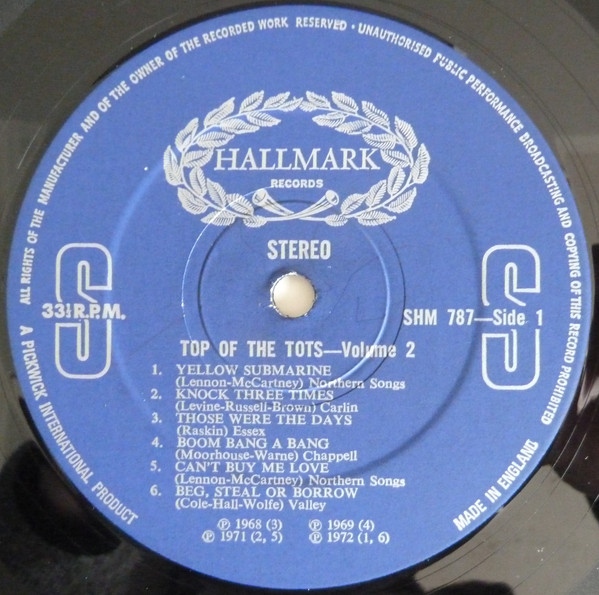 ALL RIGHTS OF THE MANUFACTURER AND OF THE OWNER OF THE RECORDED WORK RESERVED · UNAUTHORISED PUBLIC PERFORMANCE BROADCASTING AND COPYING OF THIS RECORD PROHIBITED
HALLMARK
RECORDS
STEREO
S
S
33⅓ R.P.M.
SHM 787—Side 1
TOP OF THE TOTS—Volume 2
1. YELLOW SUBMARINE
(Lennon-McCartney) Northern Songs
2. KNOCK THREE TIMES
(Levine-Russell-Brown) Carlin
3. THOSE WERE THE DAYS
(Raskin) Essex
4. BOOM BANG A BANG
(Moorhouse-Warne) Chappell
5. CAN'T BUY ME LOVE
(Lennon-McCartney) Northern Songs
6. BEG, STEAL OR BORROW
(Cole-Hall-Wolfe) Valley
℗ 1968 (3) ℗ 1969 (4)
℗ 1971 (2, 5) ℗ 1972 (1, 6)
A PICKWICK INTERNATIONAL PRODUCT
MADE IN ENGLAND